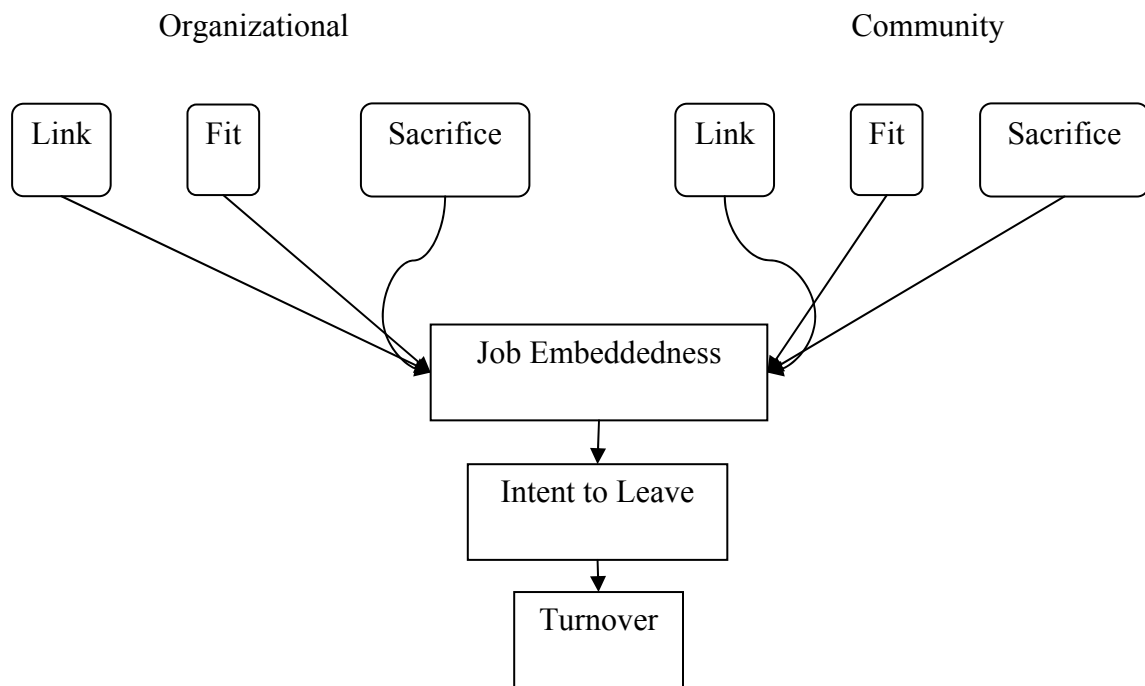 Organizational
Community
Link
Fit
Sacrifice
Link
Fit
Sacrifice
Job Embeddedness
Intent to Leave
Turnover